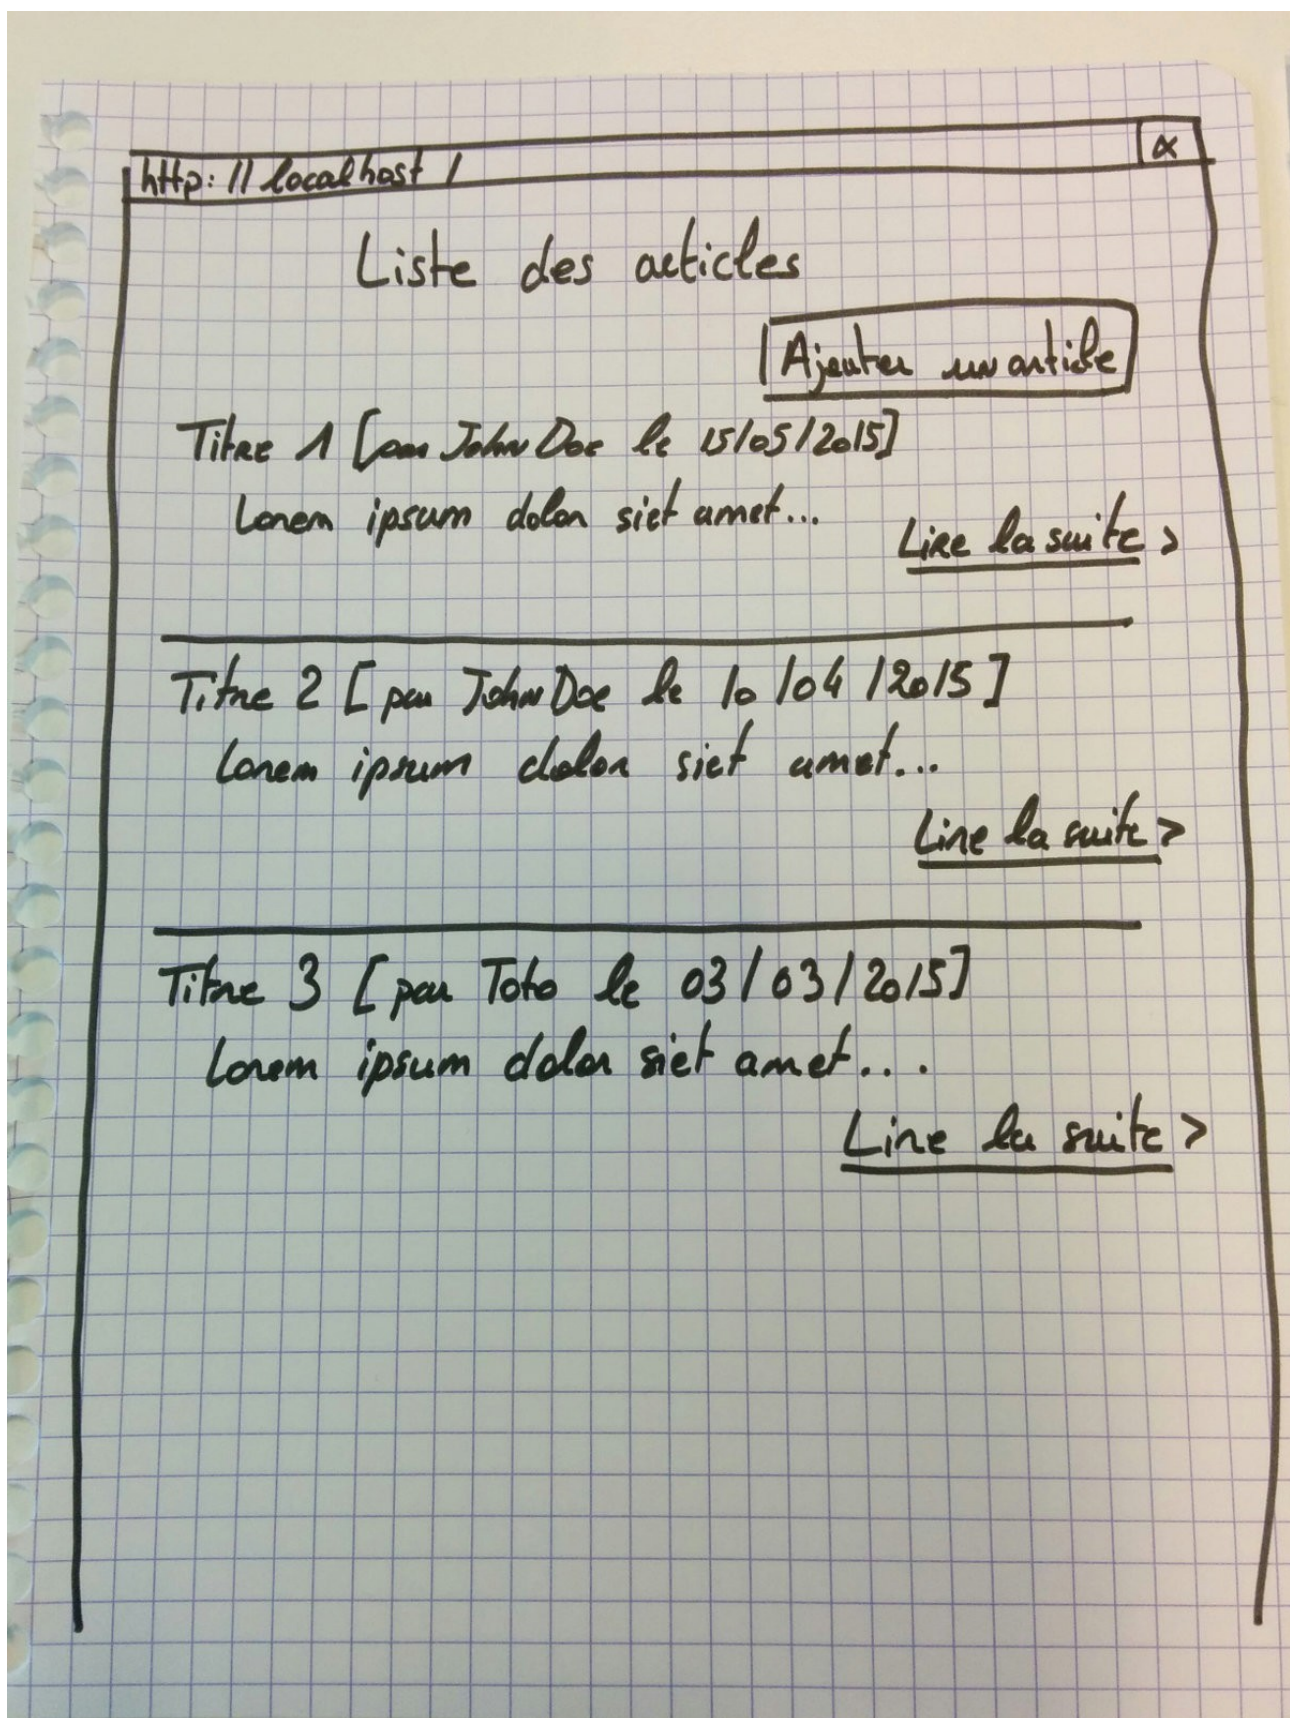 http://localhost/ x
Liste des articles
Ajouter un article
Titre 1 [par John Doe le 15/05/2015]
Lorem ipsum dolor siet amet...
Lire la suite >
Titre 2 [par John Doe le 10/04/2015]
Lorem ipsum dolor siet amet...
Lire la suite >
Titre 3 [par Toto le 03/03/2015]
Lorem ipsum dolor siet amet....
Lire la suite >